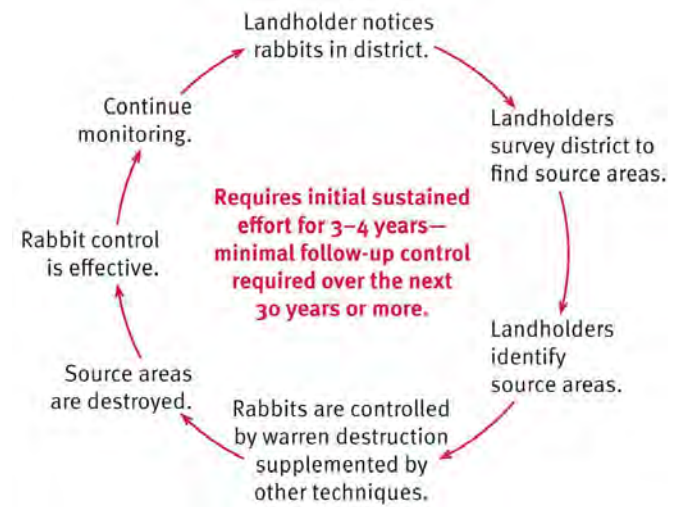 Landholder notices
rabbits in district.
Landholders
survey district to
find source areas.
Landholders
identify
source areas.
Rabbits are controlled
by warren destruction
supplemented by
other techniques.
Source areas
are destroyed.
Rabbit control
is effective.
Continue
monitoring.
Requires initial sustained
effort for 3–4 years—
minimal follow-up control
required over the next
30 years or more.